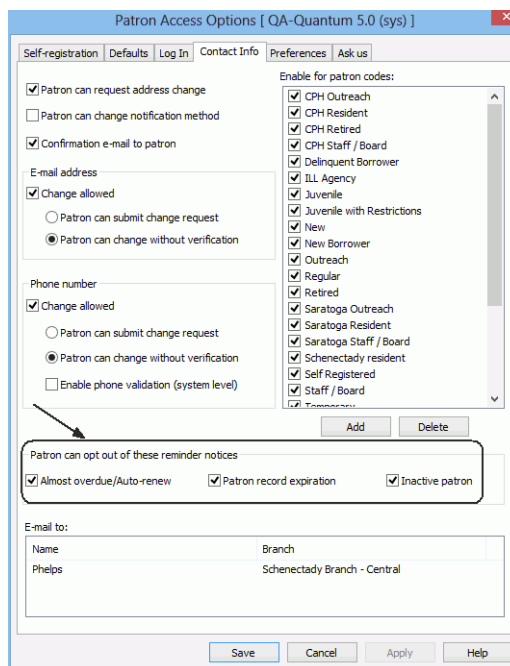 Patron Access Options [ QA-Quantum 5.0 (sys) ]
Self-registration Defaults Log In Contact Info Preferences Ask us
Patron can request address change
Patron can change notification method
Confirmation e-mail to patron
E-mail address
Change allowed
Patron can submit change request
Patron can change without verification
Phone number
Change allowed
Patron can submit change request
Patron can change without verification
Enable phone validation (system level)
Enable for patron codes:
CPH Outreach
CPH Resident
CPH Retired
CPH Staff / Board
Delinquent Borrower
ILL Agency
Juvenile
Juvenile with Restrictions
New
New Borrower
Outreach
Regular
Retired
Saratoga Outreach
Saratoga Resident
Saratoga Staff / Board
Schenectady resident
Self Registered
Staff / Board
Temporary
Add Delete
Patron can opt out of these reminder notices
Almost overdue/Auto-renew Patron record expiration Inactive patron
E-mail to:
Name Branch
Phelps Schenectady Branch - Central
Save Cancel Apply Help